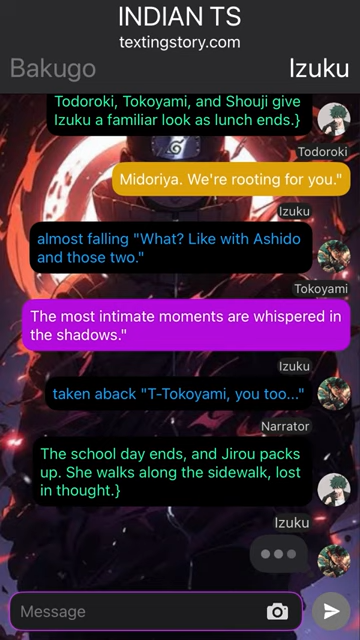 INDIAN TS
textingstory.com
Bakugo
Izuku
Todoroki, Tokoyami, and Shouji give
Izuku a familiar look as lunch ends.}
Todoroki
Midoriya. We're rooting for you."
Izuku
almost falling "What? Like with Ashido
and those two."
Tokoyami
The most intimate moments are whispered in
the shadows."
Izuku
taken aback "T-Tokoyami, you too..."
Narrator
The school day ends, and Jirou packs
up. She walks along the sidewalk, lost
in thought.}
Izuku
Message